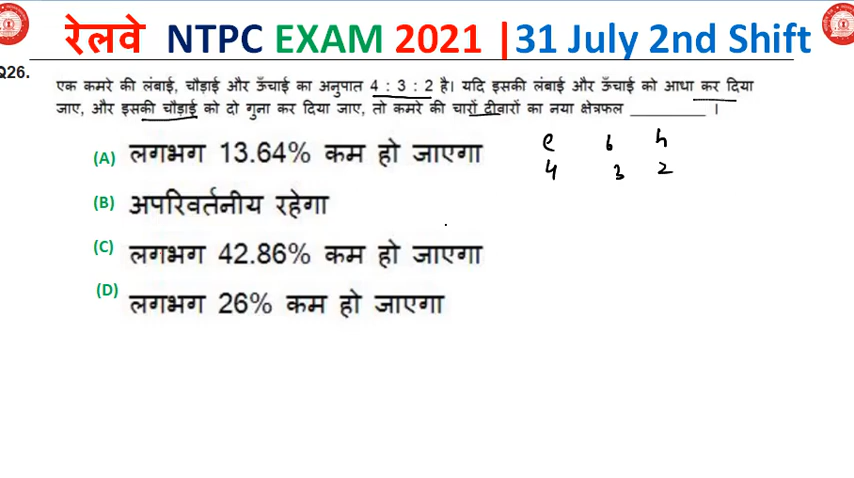 रेलवे NTPC EXAM 2021 |31 July 2nd Shift
Q26.
एक कमरे की लंबाई, चौड़ाई और ऊँचाई का अनुपात 4 : 3 : 2 है। यदि इसकी लंबाई और ऊँचाई को आधा कर दिया
जाए, और इसकी चौड़ाई को दो गुना कर दिया जाए, तो कमरे की चारों दीवारों का नया क्षेत्रफल ________ ।
(A) लगभग 13.64% कम हो जाएगा
(B) अपरिवर्तनीय रहेगा
(C) लगभग 42.86% कम हो जाएगा
(D) लगभग 26% कम हो जाएगा
l b h
4 3 2